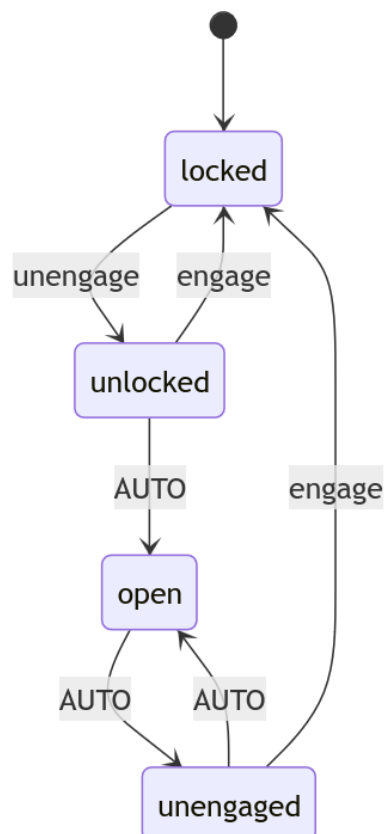 locked
unengage
engage
unlocked
AUTO
engage
open
AUTO
AUTO
unengaged